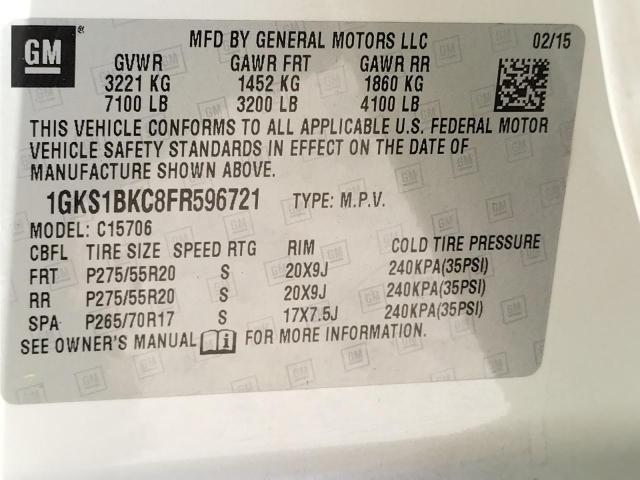 GM
MFD BY GENERAL MOTORS LLC 02/15
GVWR GAWR FRT GAWR RR
3221 KG 1452 KG 1860 KG
7100 LB 3200 LB 4100 LB
THIS VEHICLE CONFORMS TO ALL APPLICABLE U.S. FEDERAL MOTOR
VEHICLE SAFETY STANDARDS IN EFFECT ON THE DATE OF
MANUFACTURE SHOWN ABOVE.
1GKS1BKC8FR596721 TYPE: M.P.V.
MODEL: C15706
CBFL TIRE SIZE SPEED RTG RIM COLD TIRE PRESSURE
FRT P275/55R20 S 20X9J 240KPA(35PSI)
RR P275/55R20 S 20X9J 240KPA(35PSI)
SPA P265/70R17 S 17X7.5J 240KPA(35PSI)
SEE OWNER'S MANUAL FOR MORE INFORMATION.